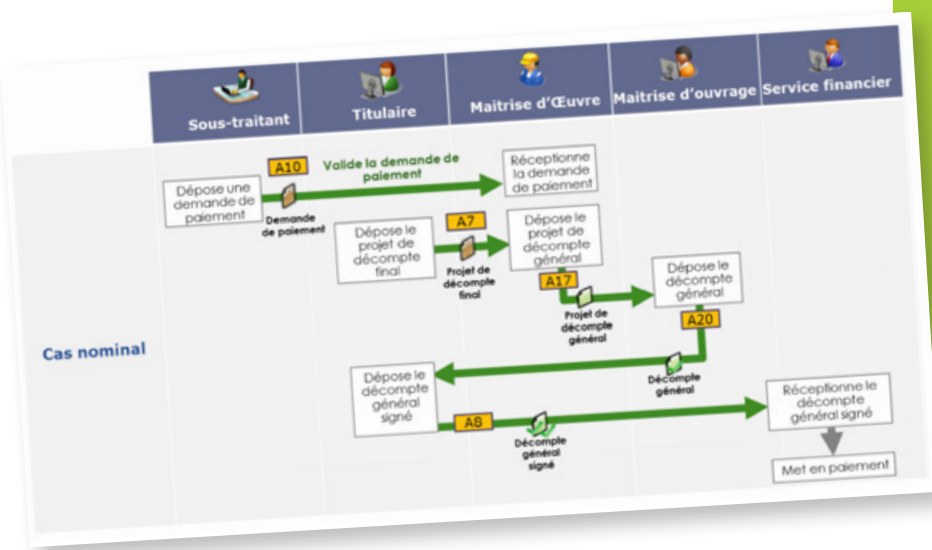 Sous-traitant
Titulaire
Maitrise d'Œuvre
Maitrise d'ouvrage
Service financier
Cas nominal
Dépose une
demande de
paiement
A10
Valide la demande de
paiement
Demande
de paiement
Réceptionne
la demande
de paiement
Dépose le
projet de
décompte
final
A7
Projet de
décompte
final
Dépose le
projet de
décompte
général
A17
Projet de
décompte
général
Dépose le
décompte
général
A20
Décompte
général
Dépose le
décompte
général
signé
A8
Décompte
général
signé
Réceptionne le
décompte
général signé
Met en paiement